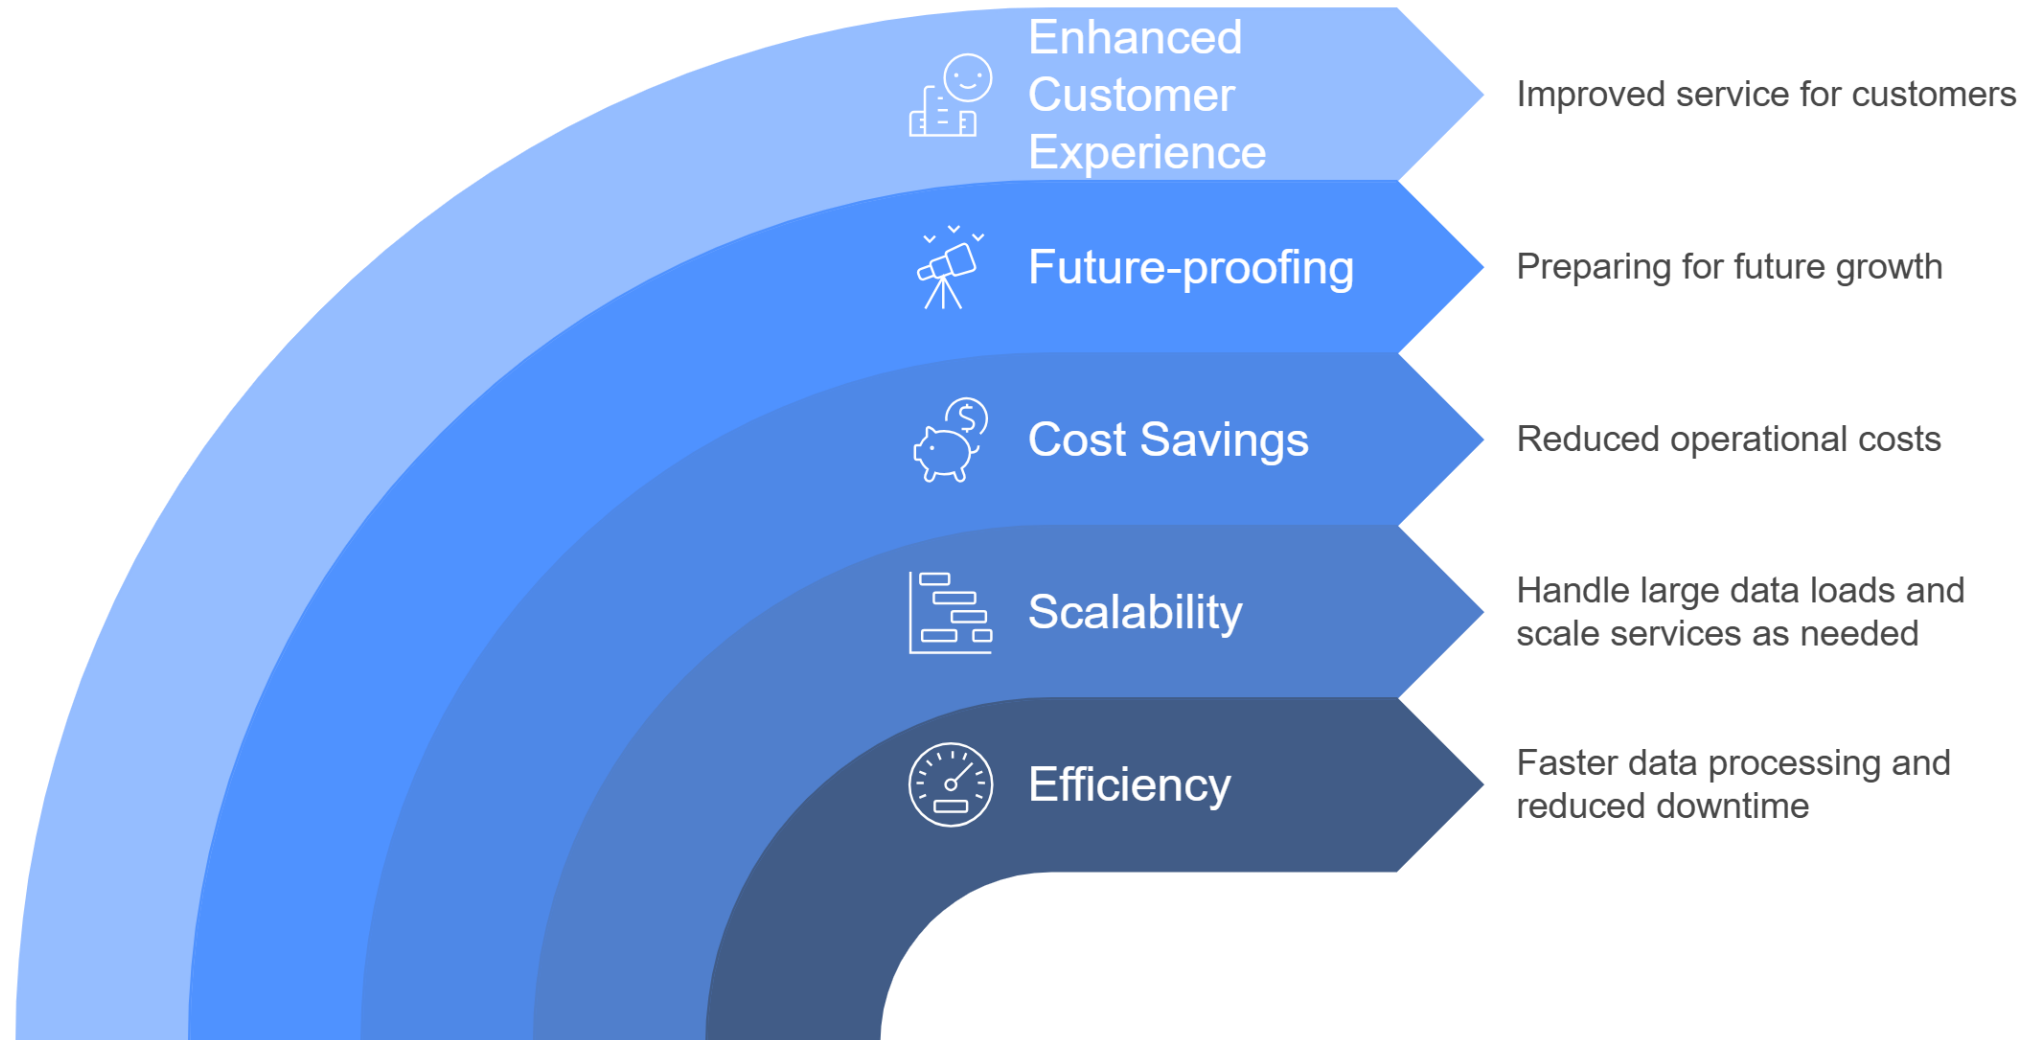 Enhanced
Customer
Experience
Improved service for customers
Future-proofing
Preparing for future growth
$
Cost Savings
Reduced operational costs
Scalability
Handle large data loads and
scale services as needed
Efficiency
Faster data processing and
reduced downtime